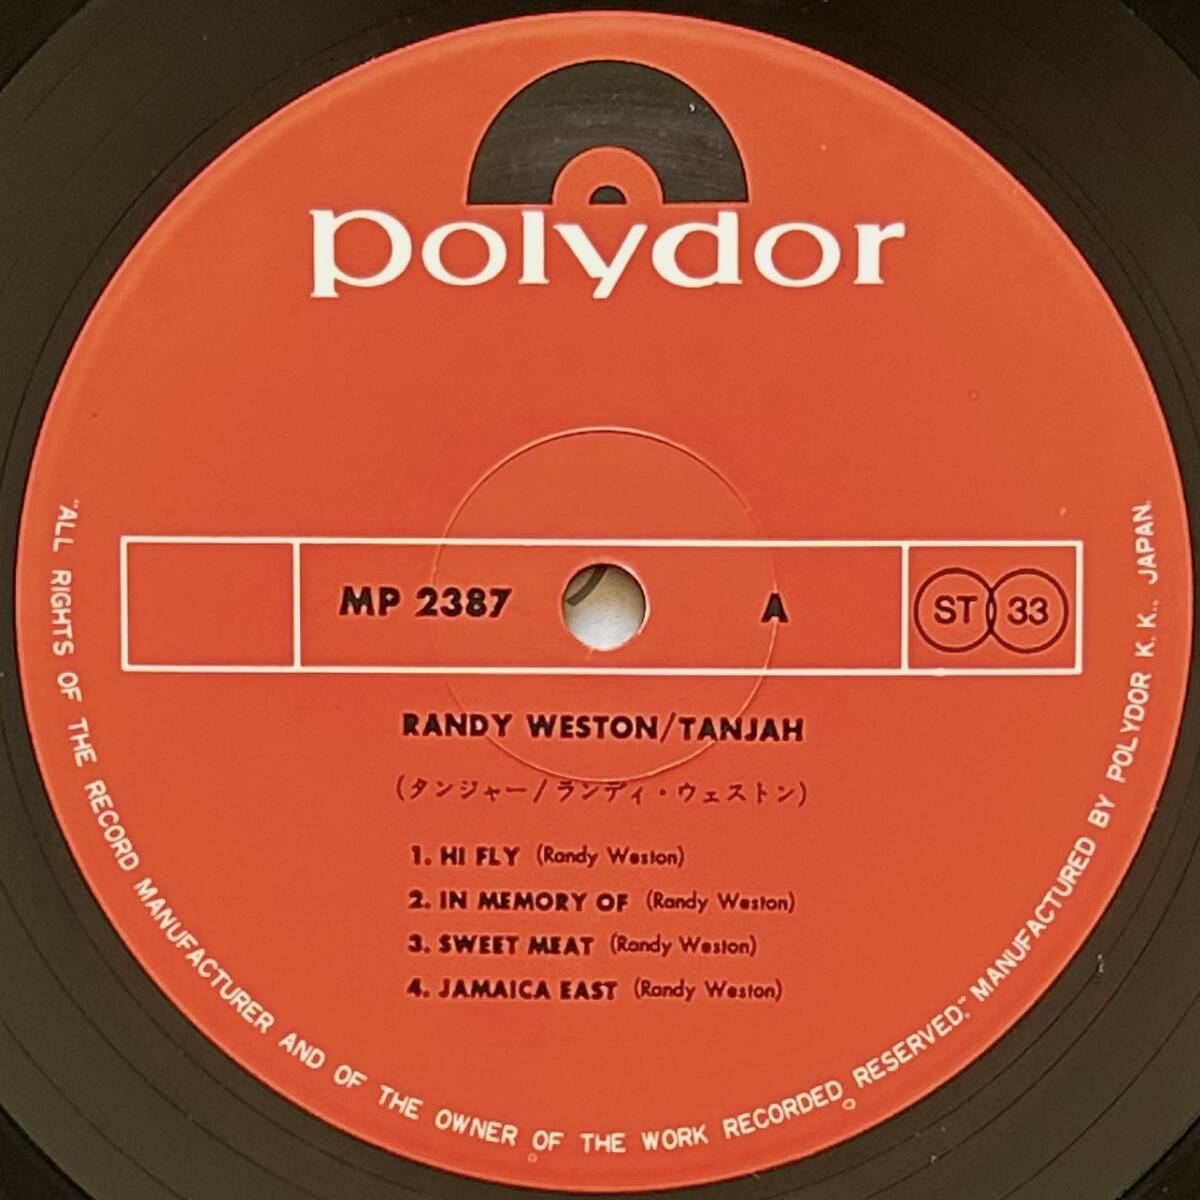 polydor
MP 2387
A
ST 33
RANDY WESTON/TANJAH
(タンジャー/ランディ・ウェストン)
1. HI FLY (Randy Weston)
2. IN MEMORY OF (Randy Weston)
3. SWEET MEAT (Randy Weston)
4. JAMAICA EAST (Randy Weston)
"ALL RIGHTS OF THE RECORD MANUFACTURER AND OF THE OWNER OF THE WORK RECORDED RESERVED." MANUFACTURED BY POLYDOR K. K., JAPAN